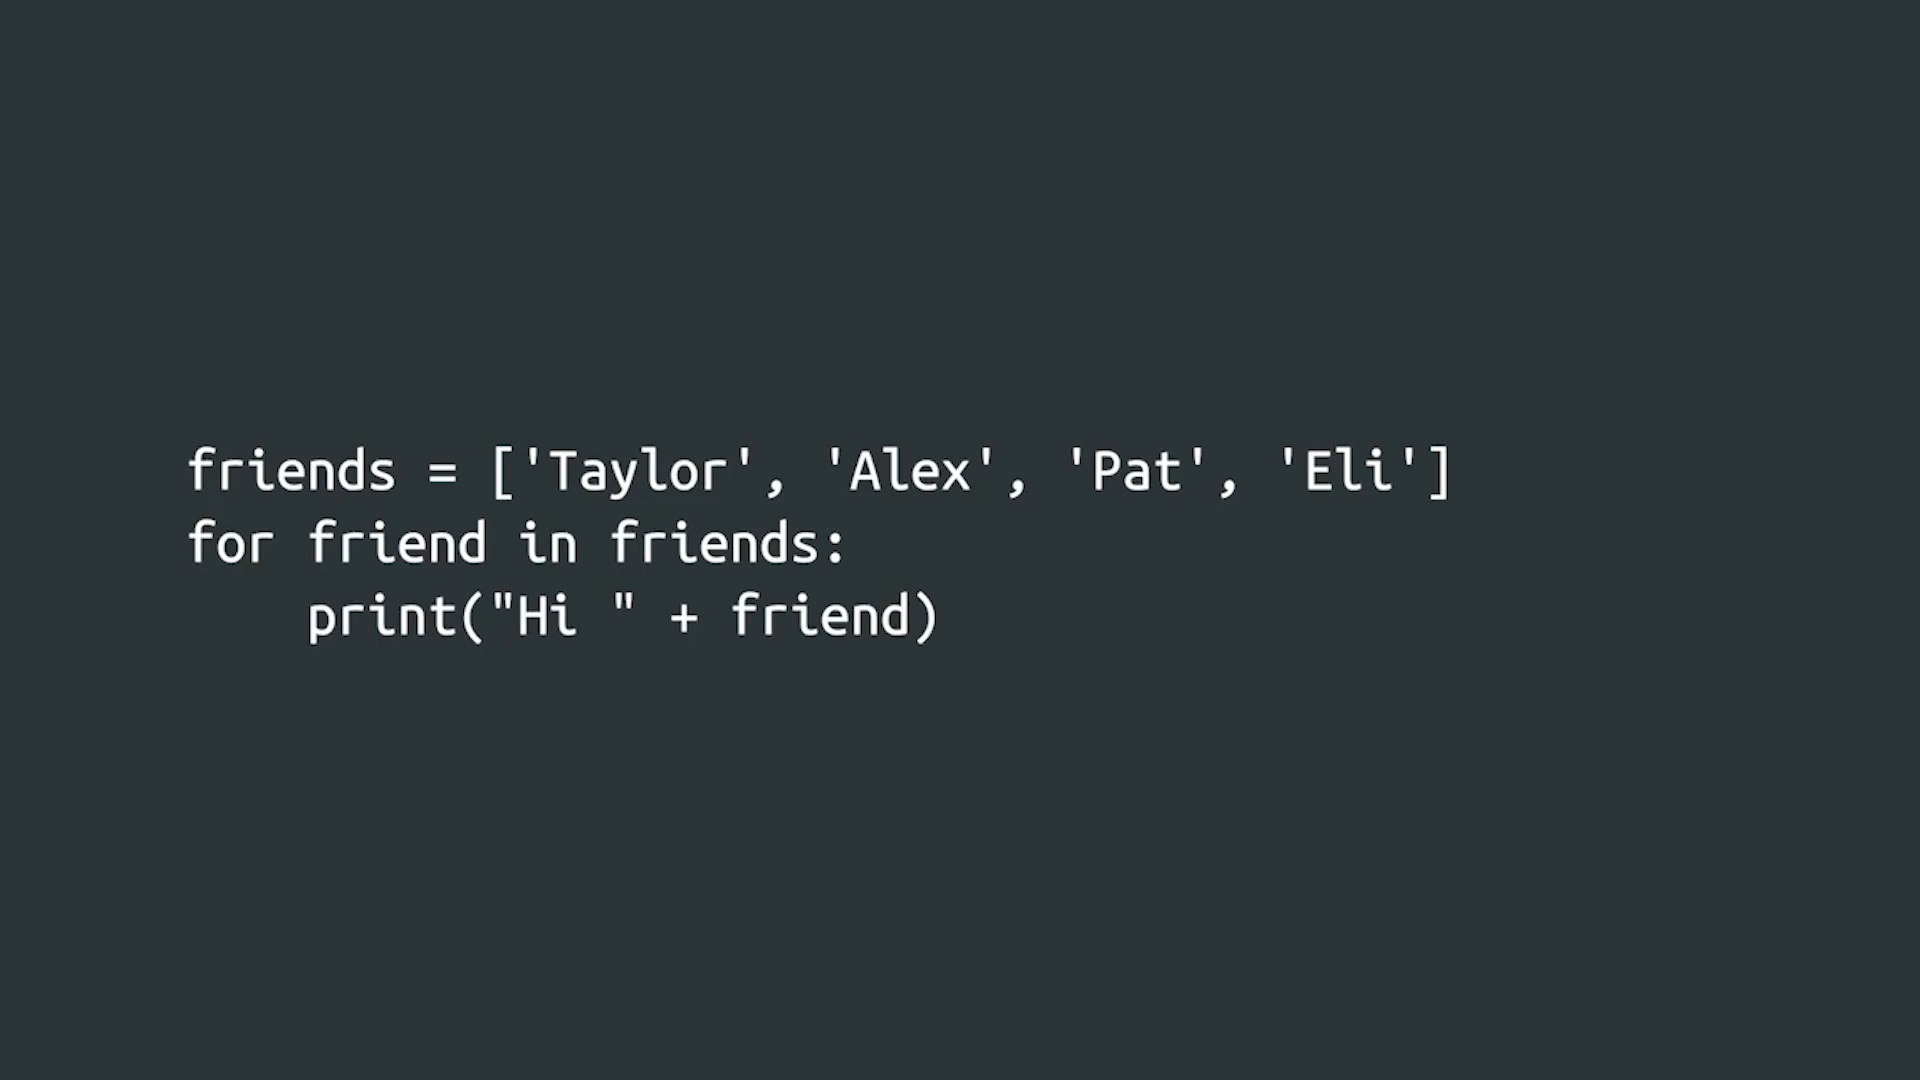 friends = ['Taylor', 'Alex', 'Pat', 'Eli']
for friend in friends:
    print("Hi " + friend)